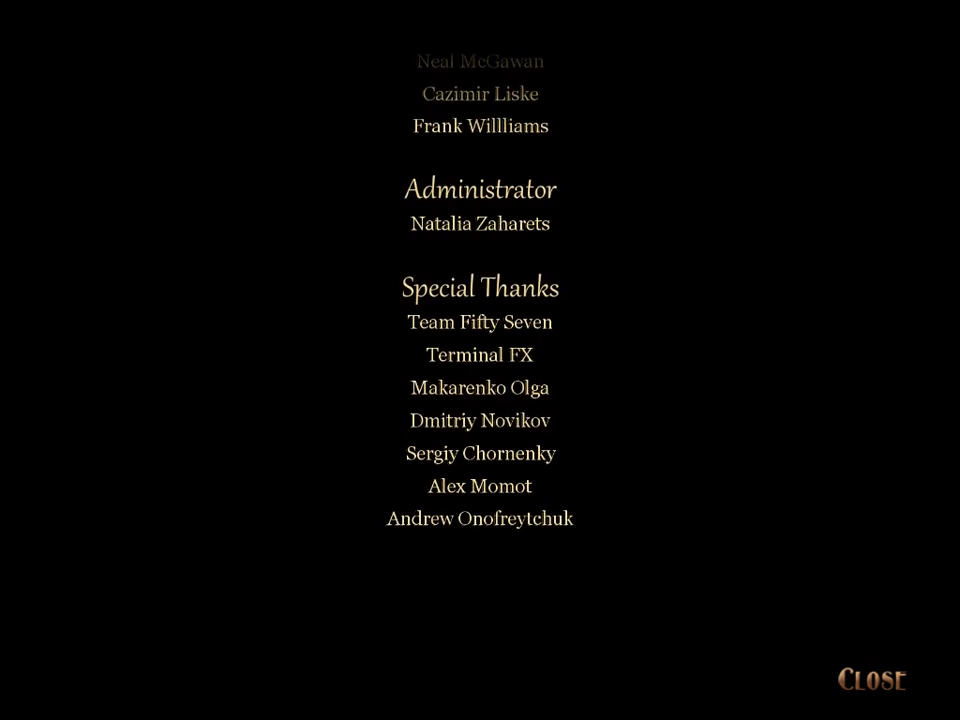 Neal McGawan
Cazimir Liske
Frank Willliams
Administrator
Natalia Zaharets
Special Thanks
Team Fifty Seven
Terminal FX
Makarenko Olga
Dmitriy Novikov
Sergiy Chornenky
Alex Momot
Andrew Onofreytchuk
Close